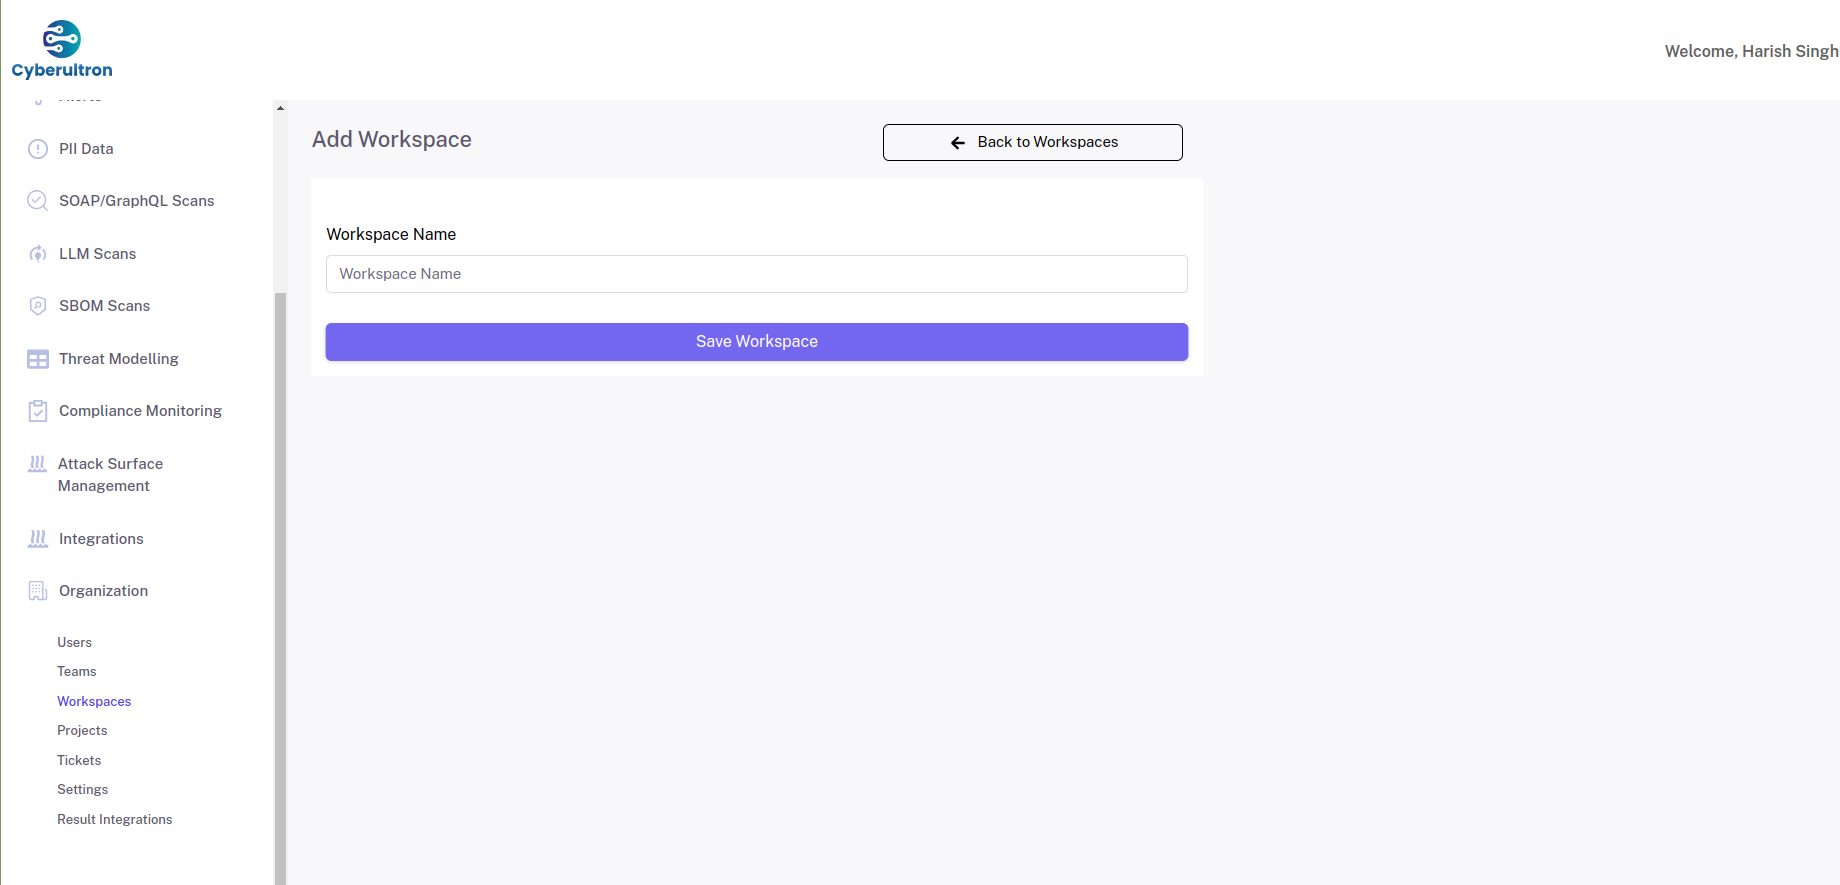 Cyberultron
Welcome, Harish Singh
Alerts
PII Data
SOAP/GraphQL Scans
LLM Scans
SBOM Scans
Threat Modelling
Compliance Monitoring
Attack Surface
Management
Integrations
Organization
Users
Teams
Workspaces
Projects
Tickets
Settings
Result Integrations
Add Workspace
Back to Workspaces
Workspace Name
Workspace Name
Save Workspace